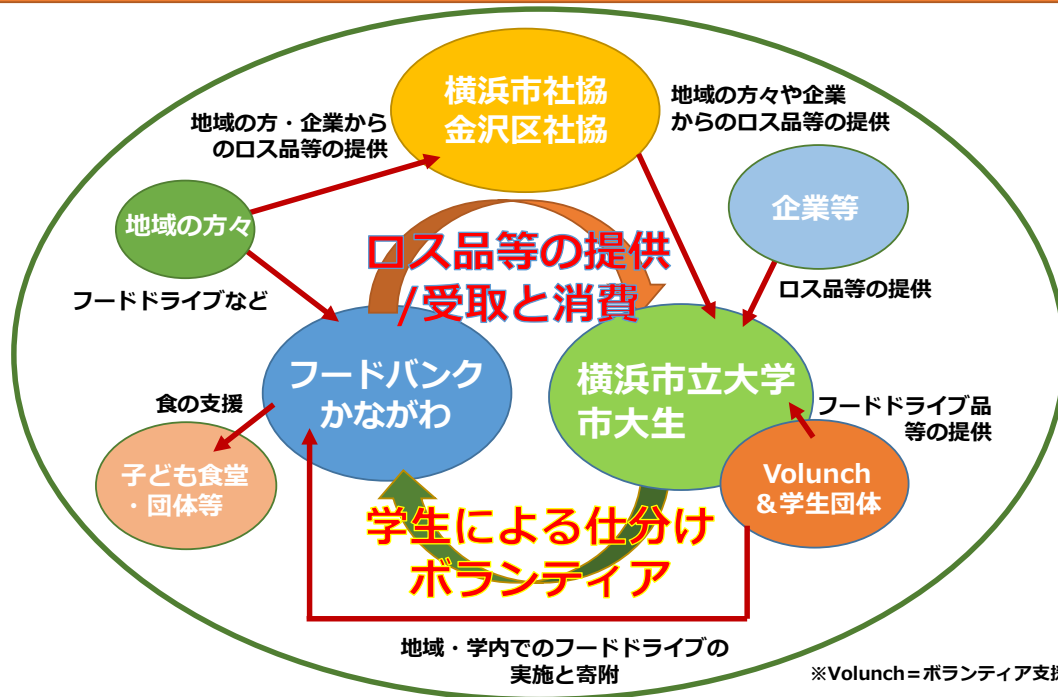 横浜市社協
金沢区社協
地域の方・企業から
のロス品等の提供
地域の方々や企業
からのロス品等の提供
地域の方々
企業等
ロス品等の提供
/受取と消費
フードドライブなど
ロス品等の提供
フードバンク
かながわ
横浜市立大学
市大生
食の支援
フードドライブ品
等の提供
子ども食堂
・団体等
Volunch
&学生団体
学生による仕分け
ボランティア
地域・学内でのフードドライブの
実施と寄附
※Volunch=ボランティア支援